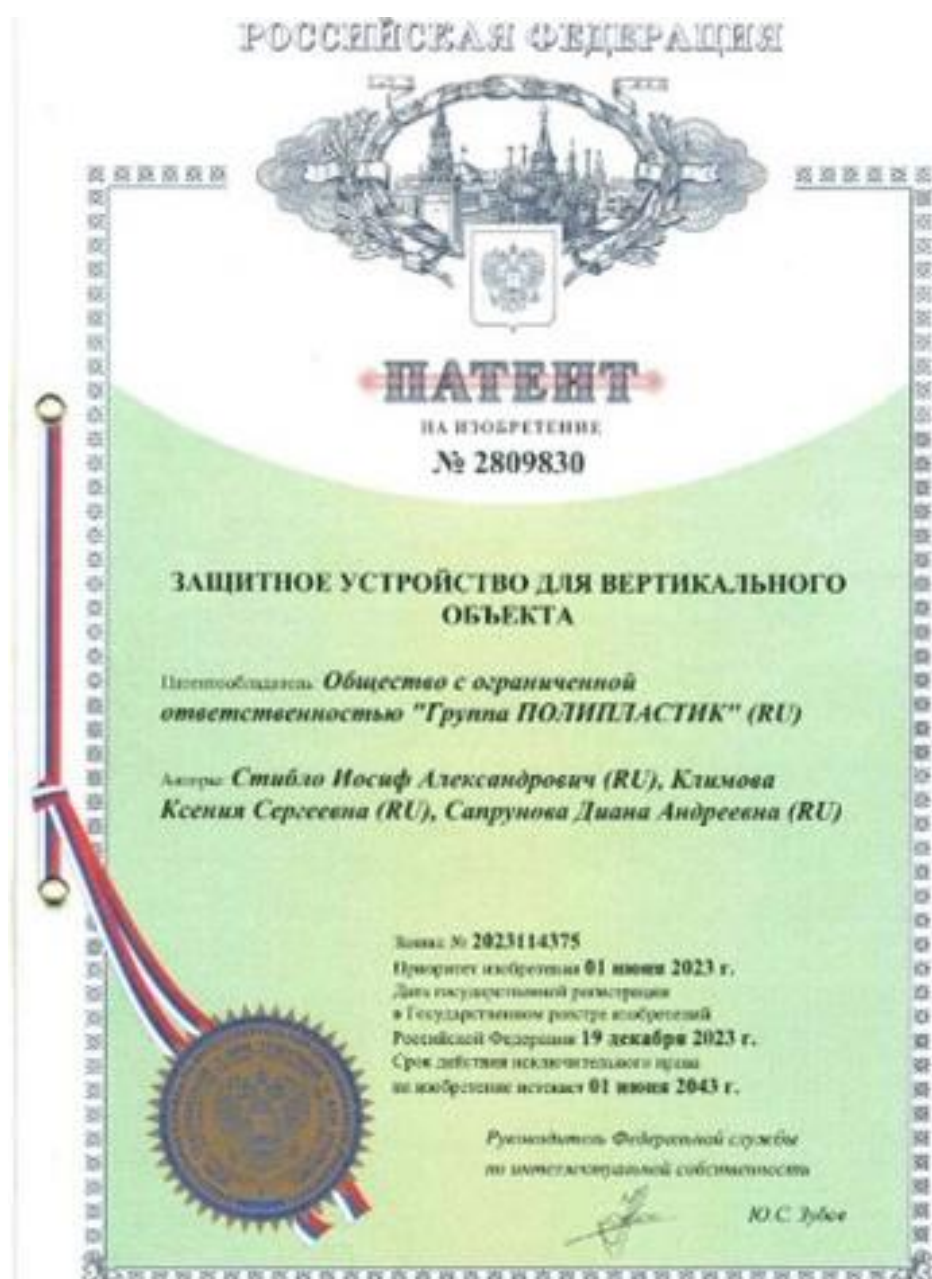 РОССИЙСКАЯ ФЕДЕРАЦИЯ
ПАТЕНТ
НА ИЗОБРЕТЕНИЕ
№ 2809830
ЗАЩИТНОЕ УСТРОЙСТВО ДЛЯ ВЕРТИКАЛЬНОГО
ОБЪЕКТА
Патентообладатель: Общество с ограниченной
ответственностью "Группа ПОЛИПЛАСТИК" (RU)
Авторы: Стибло Иосиф Александрович (RU), Климова
Ксения Сергеевна (RU), Сапрунова Диана Андреевна (RU)
Заявка № 2023114375
Приоритет изобретения 01 июня 2023 г.
Дата государственной регистрации
в Государственном реестре изобретений
Российской Федерации 19 декабря 2023 г.
Срок действия исключительного права
на изобретение истекает 01 июня 2043 г.
Руководитель Федеральной службы
по интеллектуальной собственности
Ю.С. Зубов